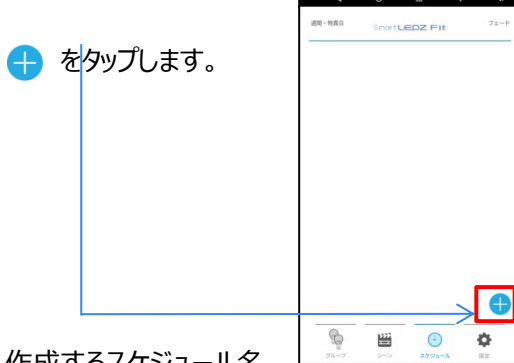 週間・特異日 Smart LEDZ Fit フェード
をタップします。
グループ シーン スケジュール 設定
作成するスケジュール名